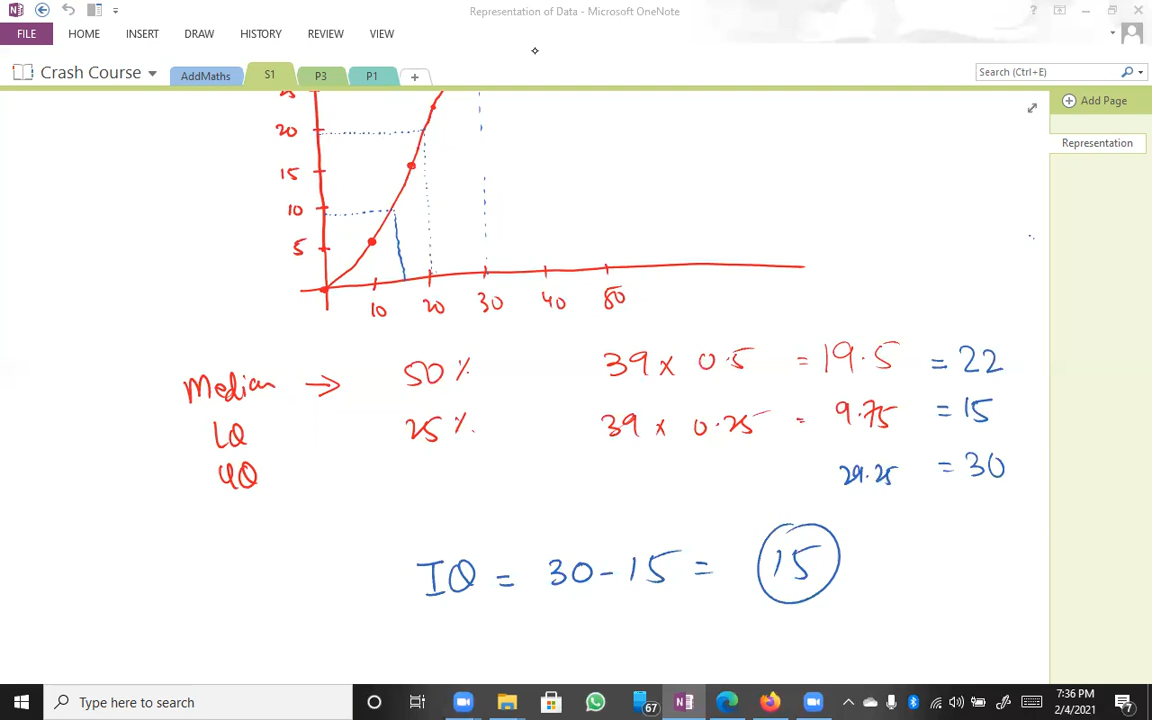 Representation of Data - Microsoft OneNote
FILE HOME INSERT DRAW HISTORY REVIEW VIEW
Crash Course AddMaths S1 P3 P1 + Search (Ctrl+E)
Add Page
Representation
25
20
15
10
5
10 20 30 40 50
Median → 50 % 39 x 0.5 = 19.5 = 22
LQ 25 %. 39 x 0.25 = 9.75 = 15
UQ 29.25 = 30
IQ = 30 - 15 = 15
Type here to search
67
7:36 PM
2/4/2021
7